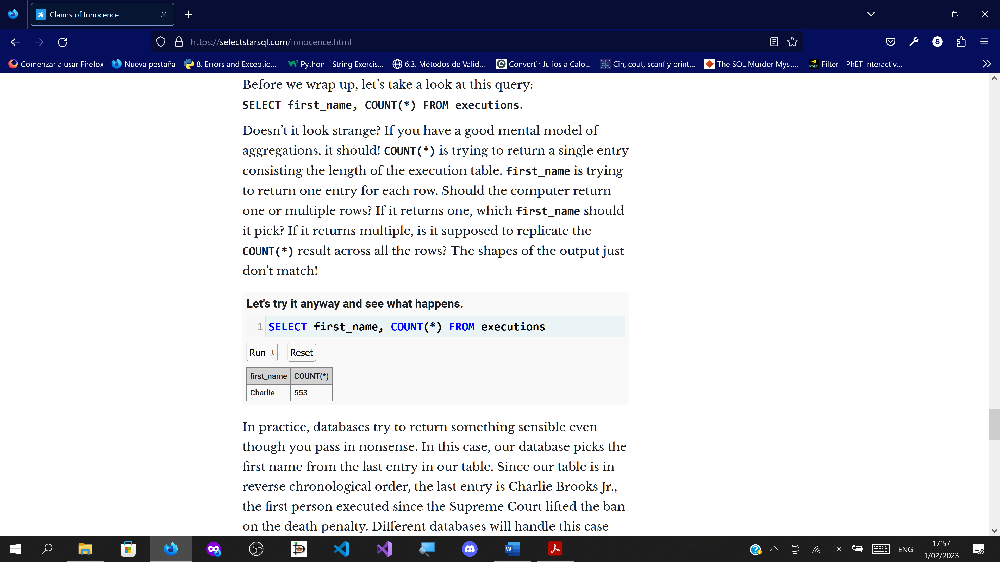 Claims of Innocence
https://selectstarsql.com/innocence.html
S
Comenzar a usar Firefox
Nueva pestaña
8. Errors and Exceptio...
Python - String Exercis...
6.3. Métodos de Valid...
Convertir Julios a Calo...
Cin, cout, scanf y print...
The SQL Murder Myst...
Filter - PhET Interactiv...
Before we wrap up, let’s take a look at this query:
SELECT first_name, COUNT(*) FROM executions.
Doesn’t it look strange? If you have a good mental model of
aggregations, it should! COUNT(*) is trying to return a single entry
consisting the length of the execution table. first_name is trying
to return one entry for each row. Should the computer return
one or multiple rows? If it returns one, which first_name should
it pick? If it returns multiple, is it supposed to replicate the
COUNT(*) result across all the rows? The shapes of the output just
don’t match!
Let's try it anyway and see what happens.
1 SELECT first_name, COUNT(*) FROM executions
Run ⇩ Reset
first_name COUNT(*)
Charlie 553
In practice, databases try to return something sensible even
though you pass in nonsense. In this case, our database picks the
first name from the last entry in our table. Since our table is in
reverse chronological order, the last entry is Charlie Brooks Jr.,
the first person executed since the Supreme Court lifted the ban
on the death penalty. Different databases will handle this case
ENG
17:57
1/02/2023